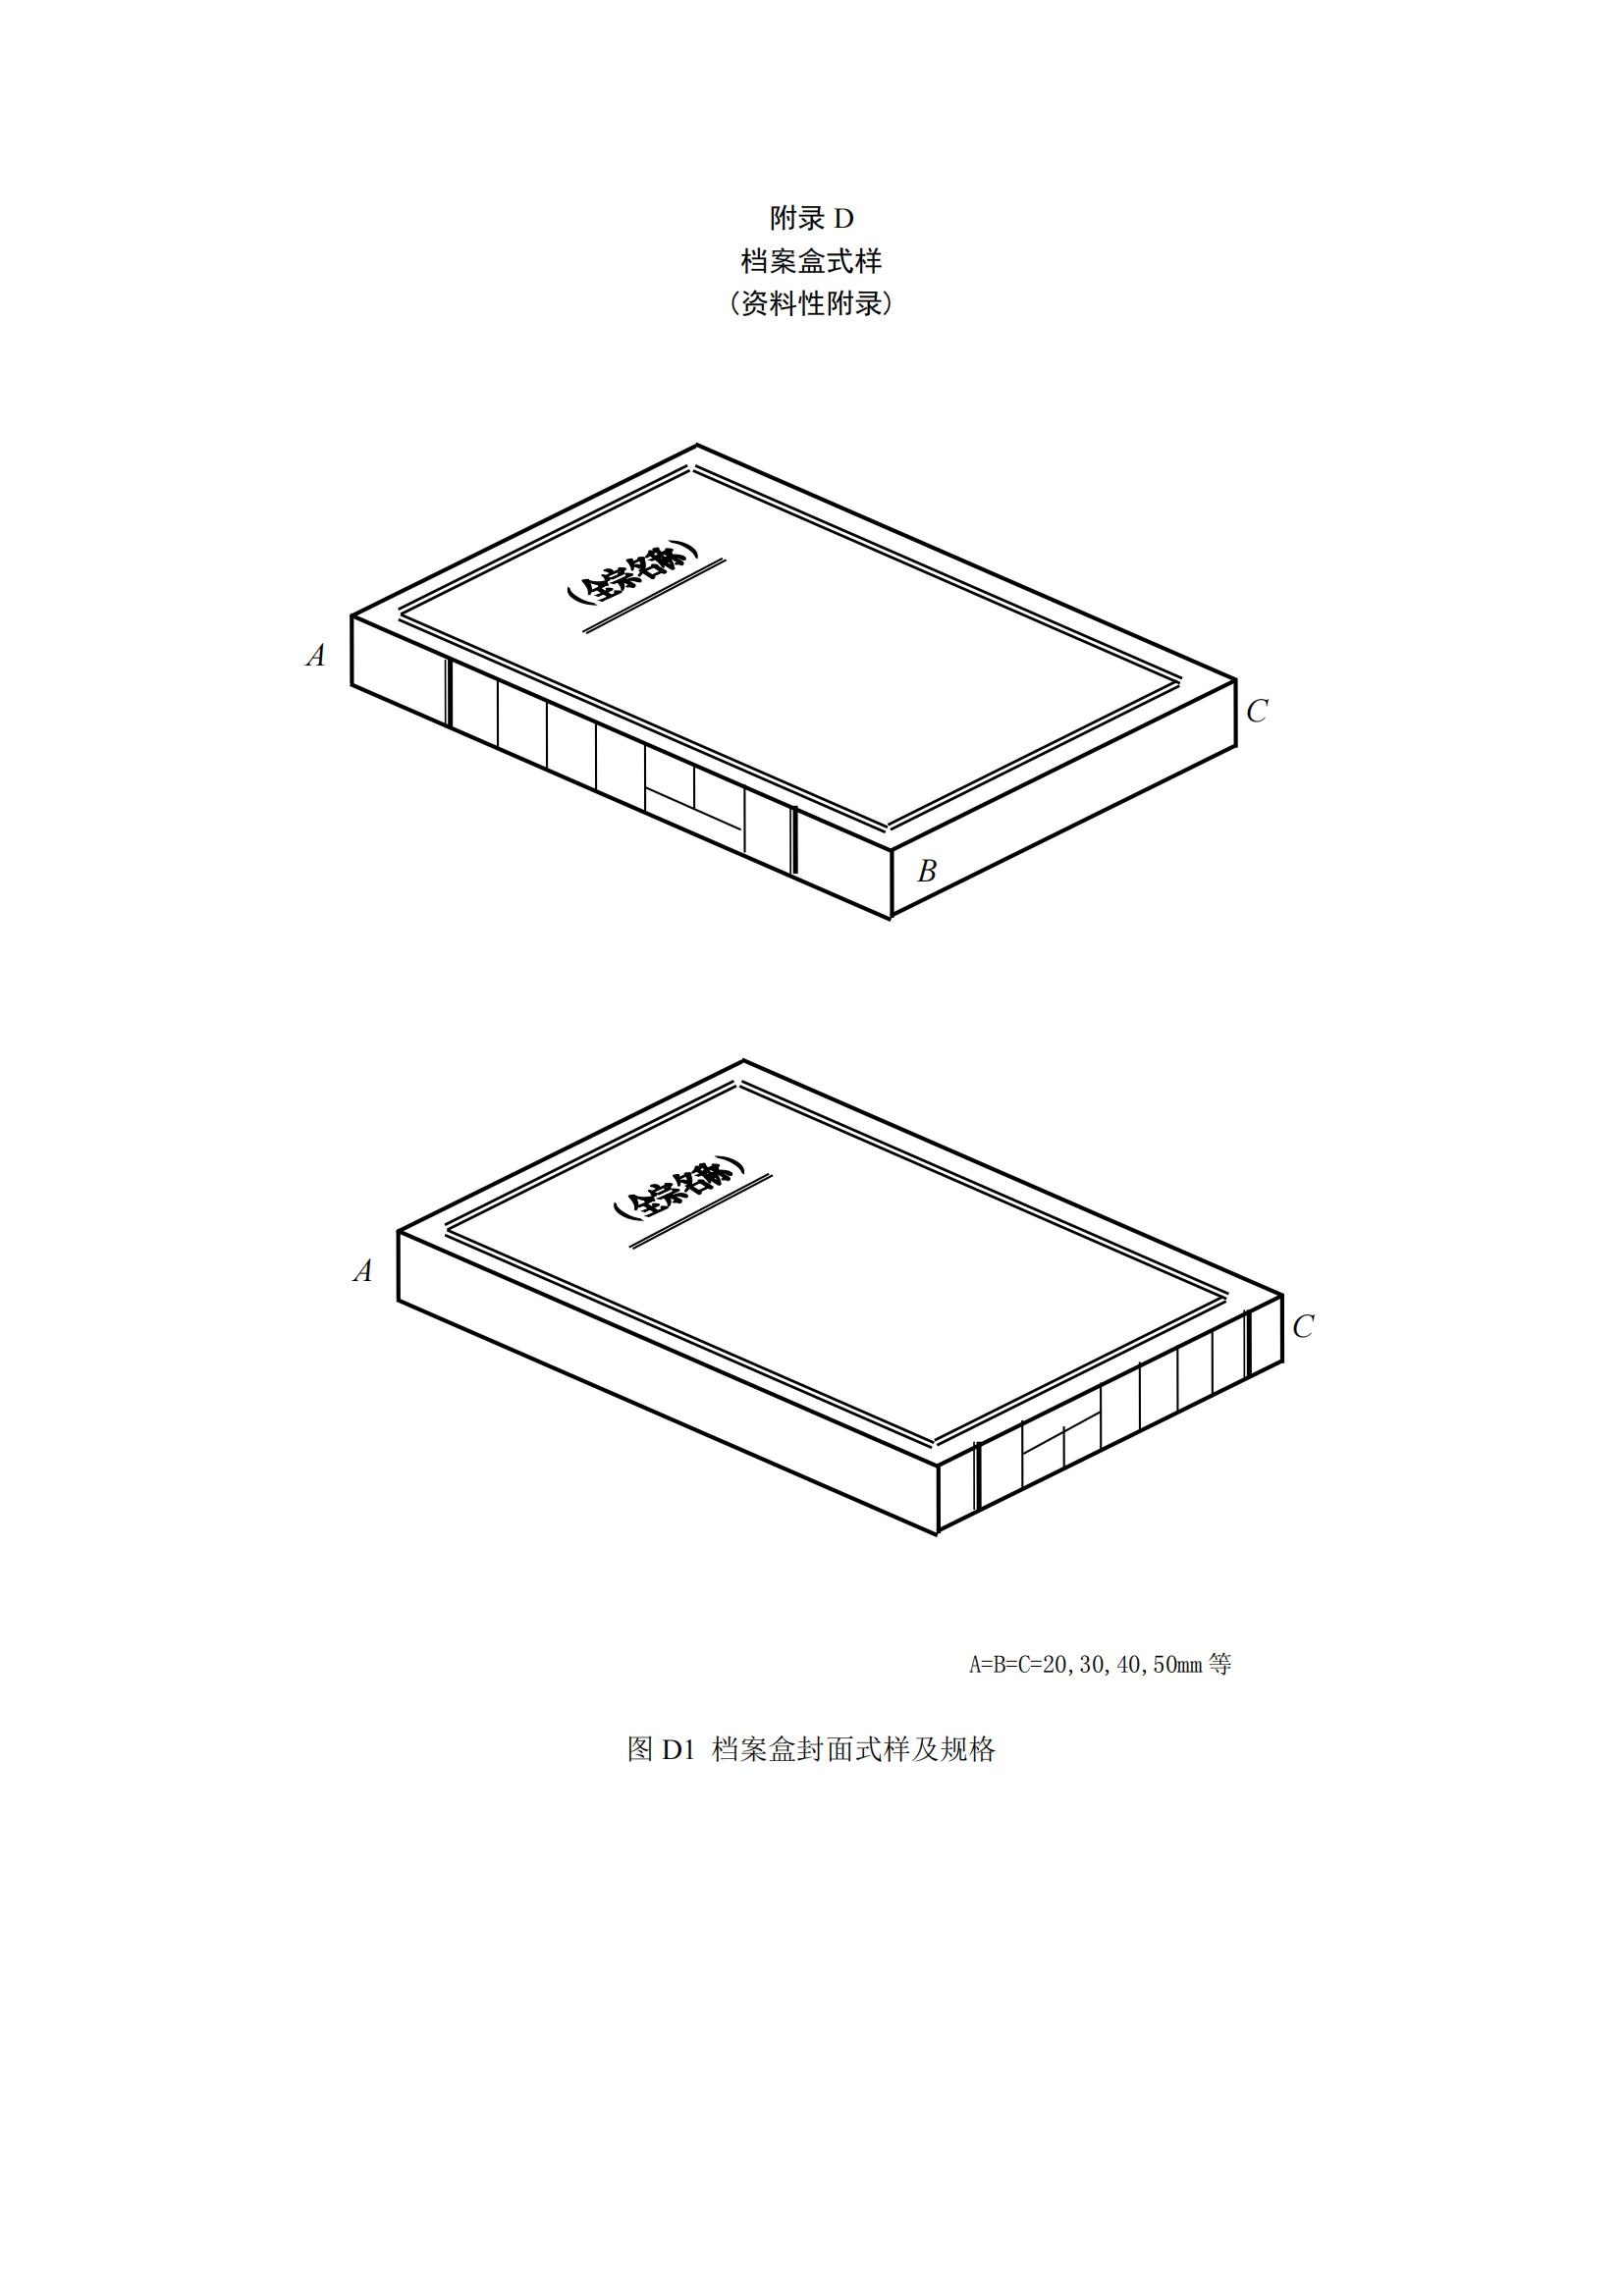 附录 D
档案盒式样
（资料性附录）
（全宗名称）
A
C
B
（全宗名称）
A
C
A=B=C=20,30,40,50mm 等
图 D1 档案盒封面式样及规格